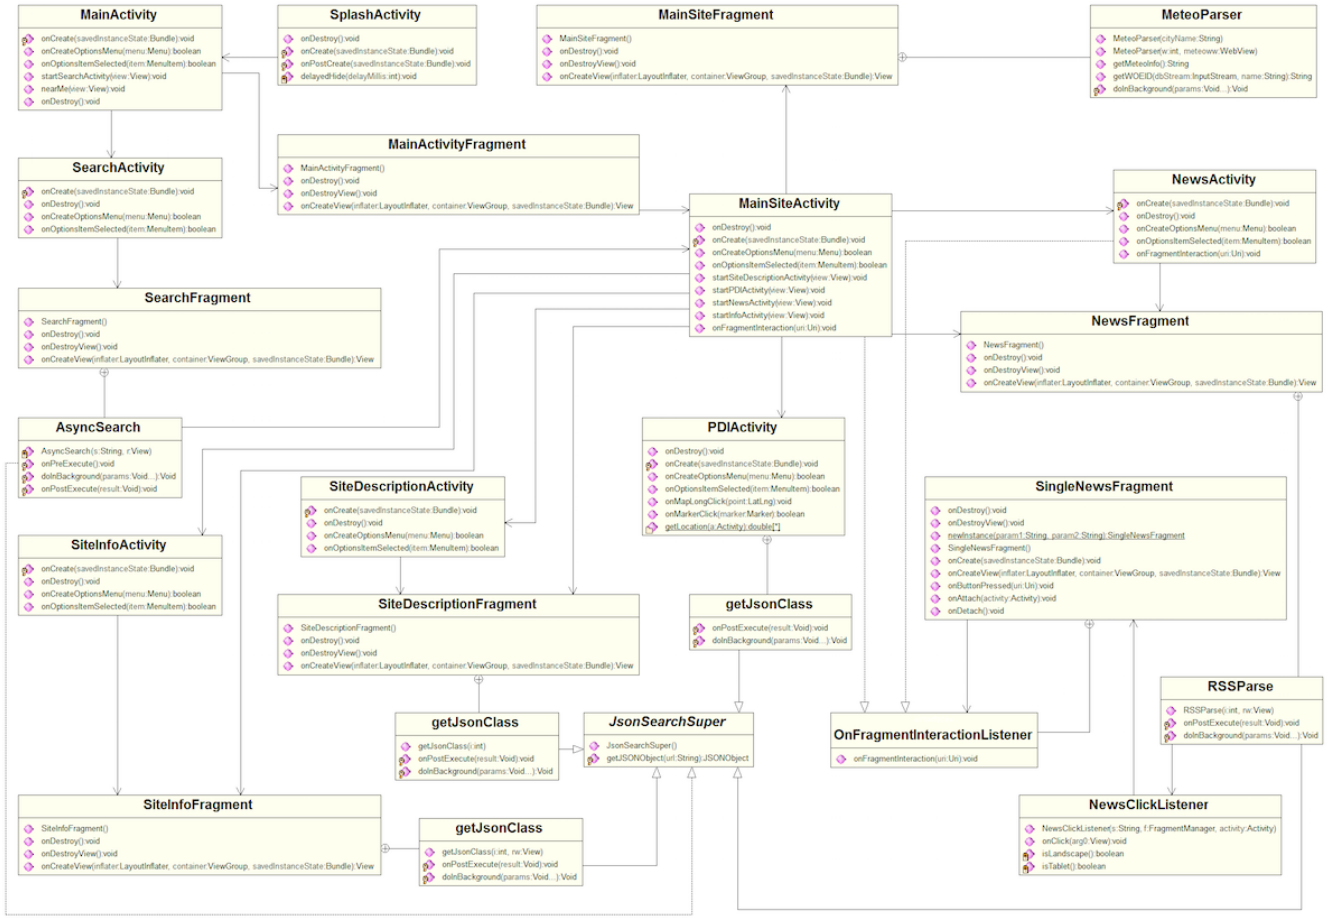 MainActivity
onCreate(savedInstanceState:Bundle):void
onCreateOptionsMenu(menu:Menu):boolean
onOptionsItemSelected(item:MenuItem):boolean
startSearchActivity(view:View):void
nearMe(view:View):void
onDestroy():void
SplashActivity
onDestroy():void
onCreate(savedInstanceState:Bundle):void
onPostCreate(savedInstanceState:Bundle):void
delayedHide(delayMillis:int):void
MainSiteFragment
MainSiteFragment()
onDestroy():void
onDestroyView():void
onCreateView(inflater:LayoutInflater, container:ViewGroup, savedInstanceState:Bundle):View
MeteoParser
MeteoParser(cityName:String)
MeteoParser(w:int, meteoww:WebView)
getMeteoInfo():String
getWOEID(dbStream:InputStream, name:String):String
doInBackground(params:Void...):Void
MainActivityFragment
MainActivityFragment()
onDestroy():void
onDestroyView():void
onCreateView(inflater:LayoutInflater, container:ViewGroup, savedInstanceState:Bundle):View
SearchActivity
onCreate(savedInstanceState:Bundle):void
onDestroy():void
onCreateOptionsMenu(menu:Menu):boolean
onOptionsItemSelected(item:MenuItem):boolean
MainSiteActivity
onDestroy():void
onCreate(savedInstanceState:Bundle):void
onCreateOptionsMenu(menu:Menu):boolean
onOptionsItemSelected(item:MenuItem):boolean
startSiteDescriptionActivity(view:View):void
startPDIActivity(view:View):void
startNewsActivity(view:View):void
startInfoActivity(view:View):void
onFragmentInteraction(uri:Uri):void
NewsActivity
onCreate(savedInstanceState:Bundle):void
onDestroy():void
onCreateOptionsMenu(menu:Menu):boolean
onOptionsItemSelected(item:MenuItem):boolean
onFragmentInteraction(uri:Uri):void
SearchFragment
SearchFragment()
onDestroy():void
onDestroyView():void
onCreateView(inflater:LayoutInflater, container:ViewGroup, savedInstanceState:Bundle):View
NewsFragment
NewsFragment()
onDestroy():void
onDestroyView():void
onCreateView(inflater:LayoutInflater, container:ViewGroup, savedInstanceState:Bundle):View
AsyncSearch
AsyncSearch(s:String, r:View)
onPreExecute():void
doInBackground(params:Void...):Void
onPostExecute(result:Void):void
PDIActivity
onDestroy():void
onCreate(savedInstanceState:Bundle):void
onCreateOptionsMenu(menu:Menu):boolean
onOptionsItemSelected(item:MenuItem):boolean
onMapLongClick(point:LatLng):void
onMarkerClick(marker:Marker):boolean
getLocation(a:Activity):double[*]
SiteDescriptionActivity
onCreate(savedInstanceState:Bundle):void
onDestroy():void
onCreateOptionsMenu(menu:Menu):boolean
onOptionsItemSelected(item:MenuItem):boolean
SingleNewsFragment
onDestroy():void
onDestroyView():void
newInstance(param1:String, param2:String):SingleNewsFragment
SingleNewsFragment()
onCreate(savedInstanceState:Bundle):void
onCreateView(inflater:LayoutInflater, container:ViewGroup, savedInstanceState:Bundle):View
onButtonPressed(uri:Uri):void
onAttach(activity:Activity):void
onDetach():void
SiteInfoActivity
onCreate(savedInstanceState:Bundle):void
onDestroy():void
onCreateOptionsMenu(menu:Menu):boolean
onOptionsItemSelected(item:MenuItem):boolean
SiteDescriptionFragment
SiteDescriptionFragment()
onDestroy():void
onDestroyView():void
onCreateView(inflater:LayoutInflater, container:ViewGroup, savedInstanceState:Bundle):View
getJsonClass
onPostExecute(result:Void):void
doInBackground(params:Void...):Void
RSSParse
RSSParse(i:int, rw:View)
onPostExecute(result:Void):void
doInBackground(params:Void...):Void
getJsonClass
getJsonClass(i:int)
onPostExecute(result:Void):void
doInBackground(params:Void...):Void
JsonSearchSuper
JsonSearchSuper()
getJSONObject(url:String):JSONObject
OnFragmentInteractionListener
onFragmentInteraction(uri:Uri):void
SiteInfoFragment
SiteInfoFragment()
onDestroy():void
onDestroyView():void
onCreateView(inflater:LayoutInflater, container:ViewGroup, savedInstanceState:Bundle):View
getJsonClass
getJsonClass(i:int, rw:View)
onPostExecute(result:Void):void
doInBackground(params:Void...):Void
NewsClickListener
NewsClickListener(s:String, f:FragmentManager, activity:Activity)
onClick(arg0:View):void
isLandscape():boolean
isTablet():boolean